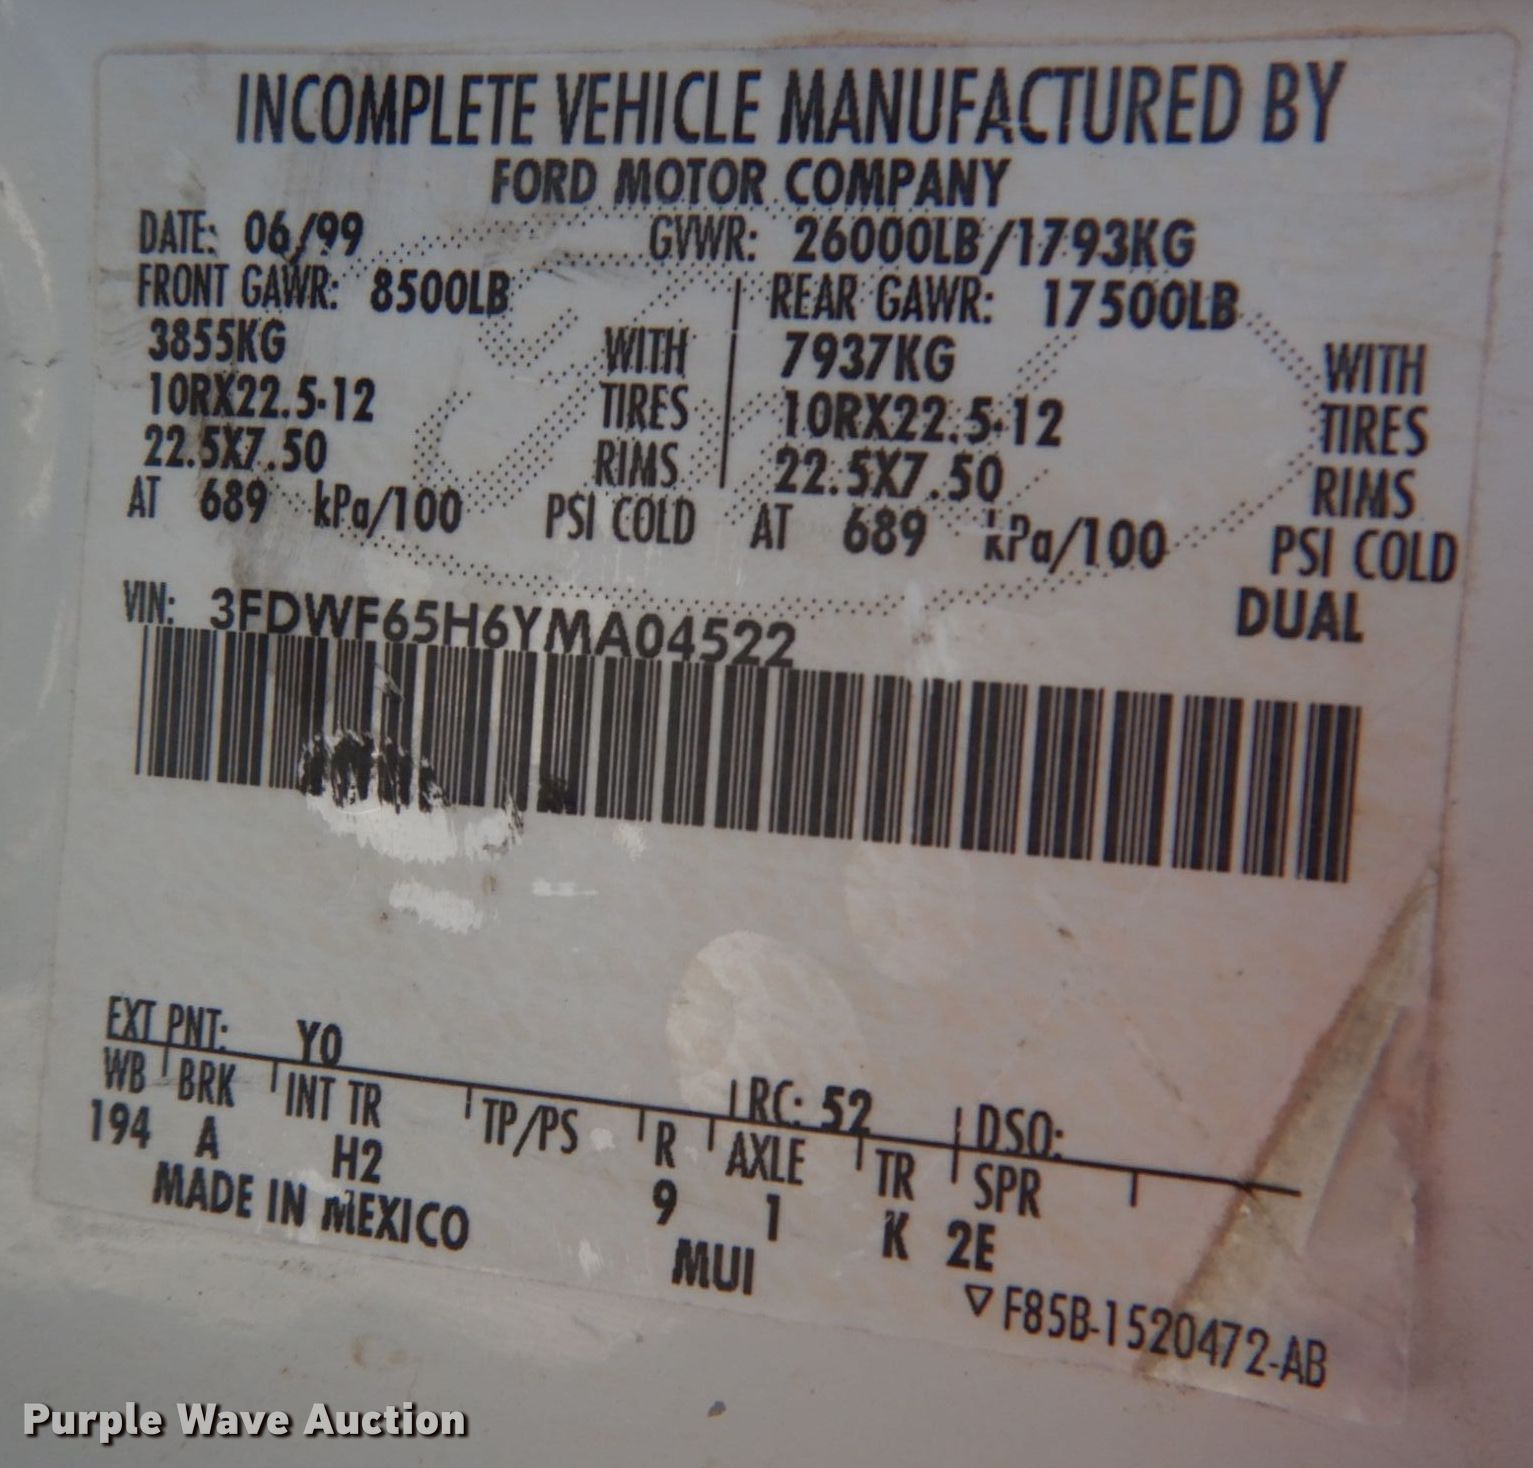 INCOMPLETE VEHICLE MANUFACTURED BY
FORD MOTOR COMPANY
DATE: 06/99 GVWR: 26000LB/1793KG
FRONT GAWR: 8500LB REAR GAWR: 17500LB
3855KG WITH 7937KG WITH
10RX22.5-12 TIRES 10RX22.5-12 TIRES
22.5X7.50 RIMS 22.5X7.50 RIMS
AT 689 kPa/100 PSI COLD AT 689 kPa/100 PSI COLD
DUAL
VIN: 3FDWF65H6YMA04522
EXT PNT: Y0 RC: 52 DSO:
WB BRK INT TR TP/PS R AXLE TR SPR
194 A H2 9 1 K 2E
MADE IN MEXICO MUI
▽ F85B-1520472-AB
Purple Wave Auction